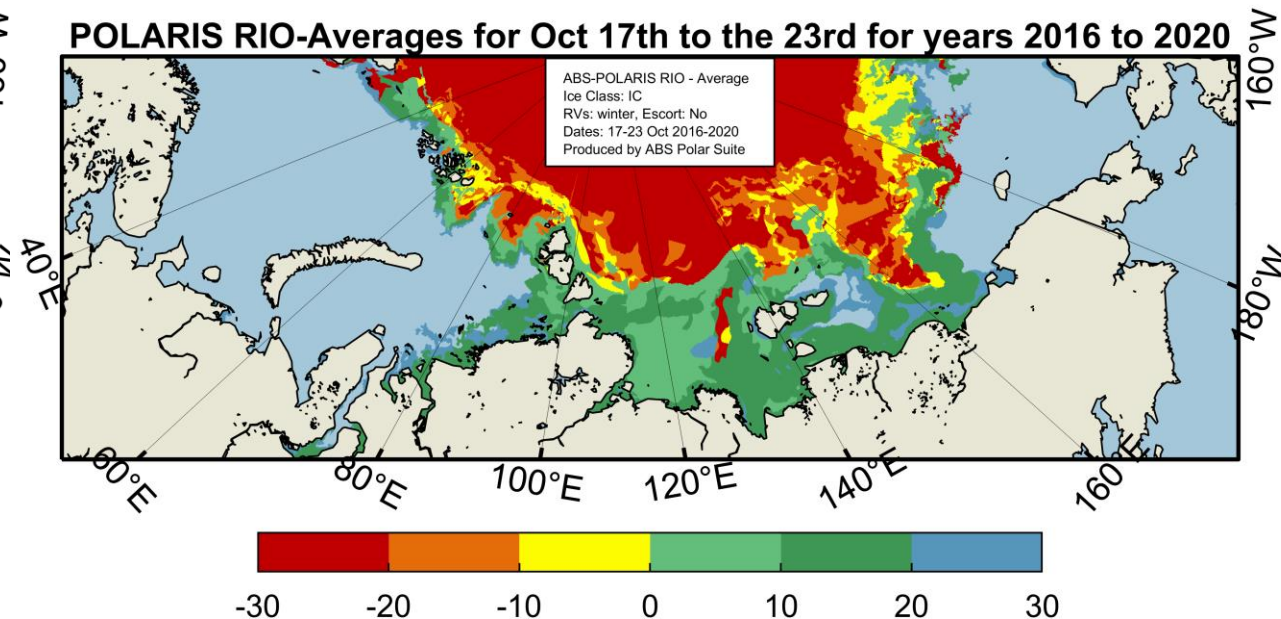 POLARIS RIO-Averages for Oct 17th to the 23rd for years 2016 to 2020
ABS-POLARIS RIO - Average
Ice Class: IC
RVs: winter, Escort: No
Dates: 17-23 Oct 2016-2020
Produced by ABS Polar Suite
160°W
180°W
40°E
60°E
80°E
100°E
120°E
140°E
160°E
-30
-20
-10
0
10
20
30